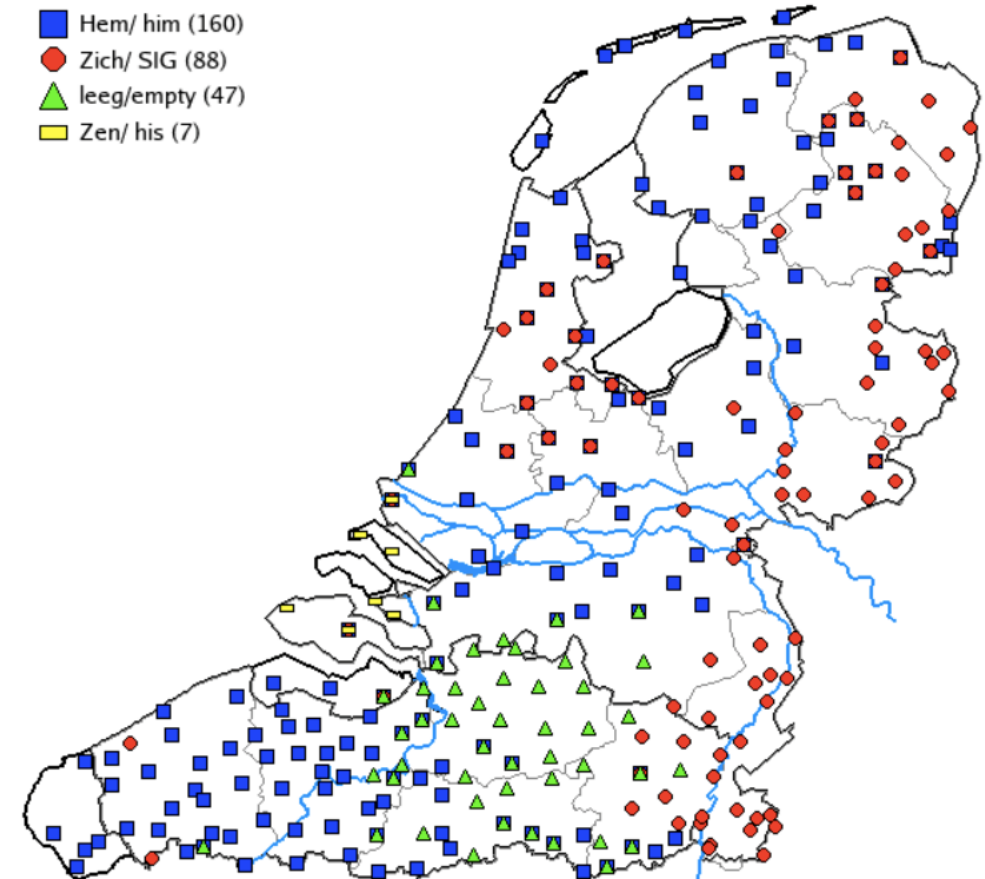 Hem/ him (160)
Zich/ SIG (88)
leeg/empty (47)
Zen/ his (7)